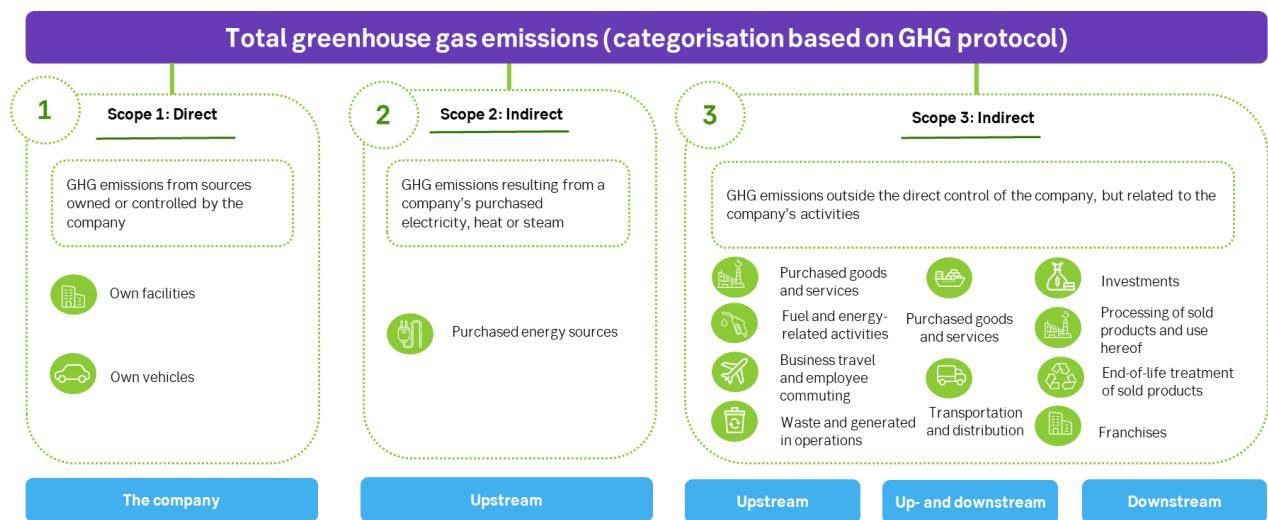 Total greenhouse gas emissions (categorisation based on GHG protocol)
1
Scope 1: Direct
GHG emissions from sources
owned or controlled by the
company
Own facilities
Own vehicles
The company
2
Scope 2: Indirect
GHG emissions resulting from a
company's purchased
electricity, heat or steam
Purchased energy sources
Upstream
3
Scope 3: Indirect
GHG emissions outside the direct control of the company, but related to the
company's activities
Purchased goods
and services
Fuel and energy-
related activities
Business travel
and employee
commuting
Waste and generated
in operations
Upstream
Purchased goods
and services
Transportation
and distribution
Up- and downstream
$
Investments
Processing of sold
products and use
hereof
End-of-life treatment
of sold products
Franchises
Downstream